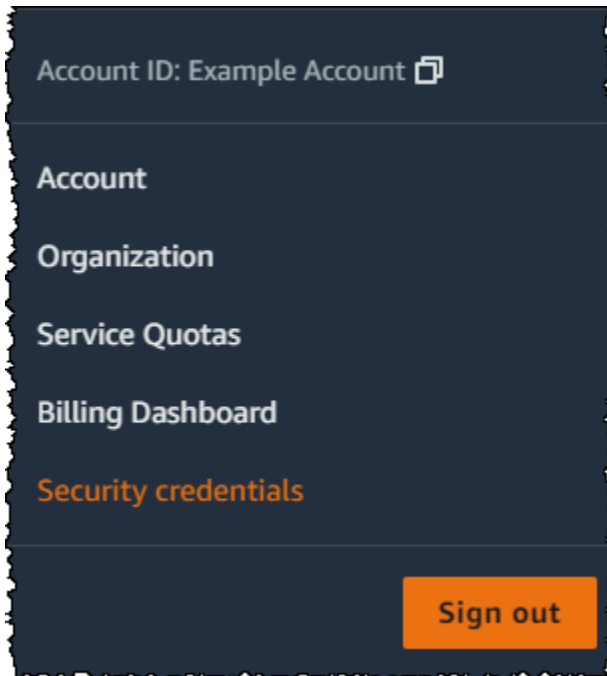 Account ID: Example Account
Account
Organization
Service Quotas
Billing Dashboard
Security credentials
Sign out